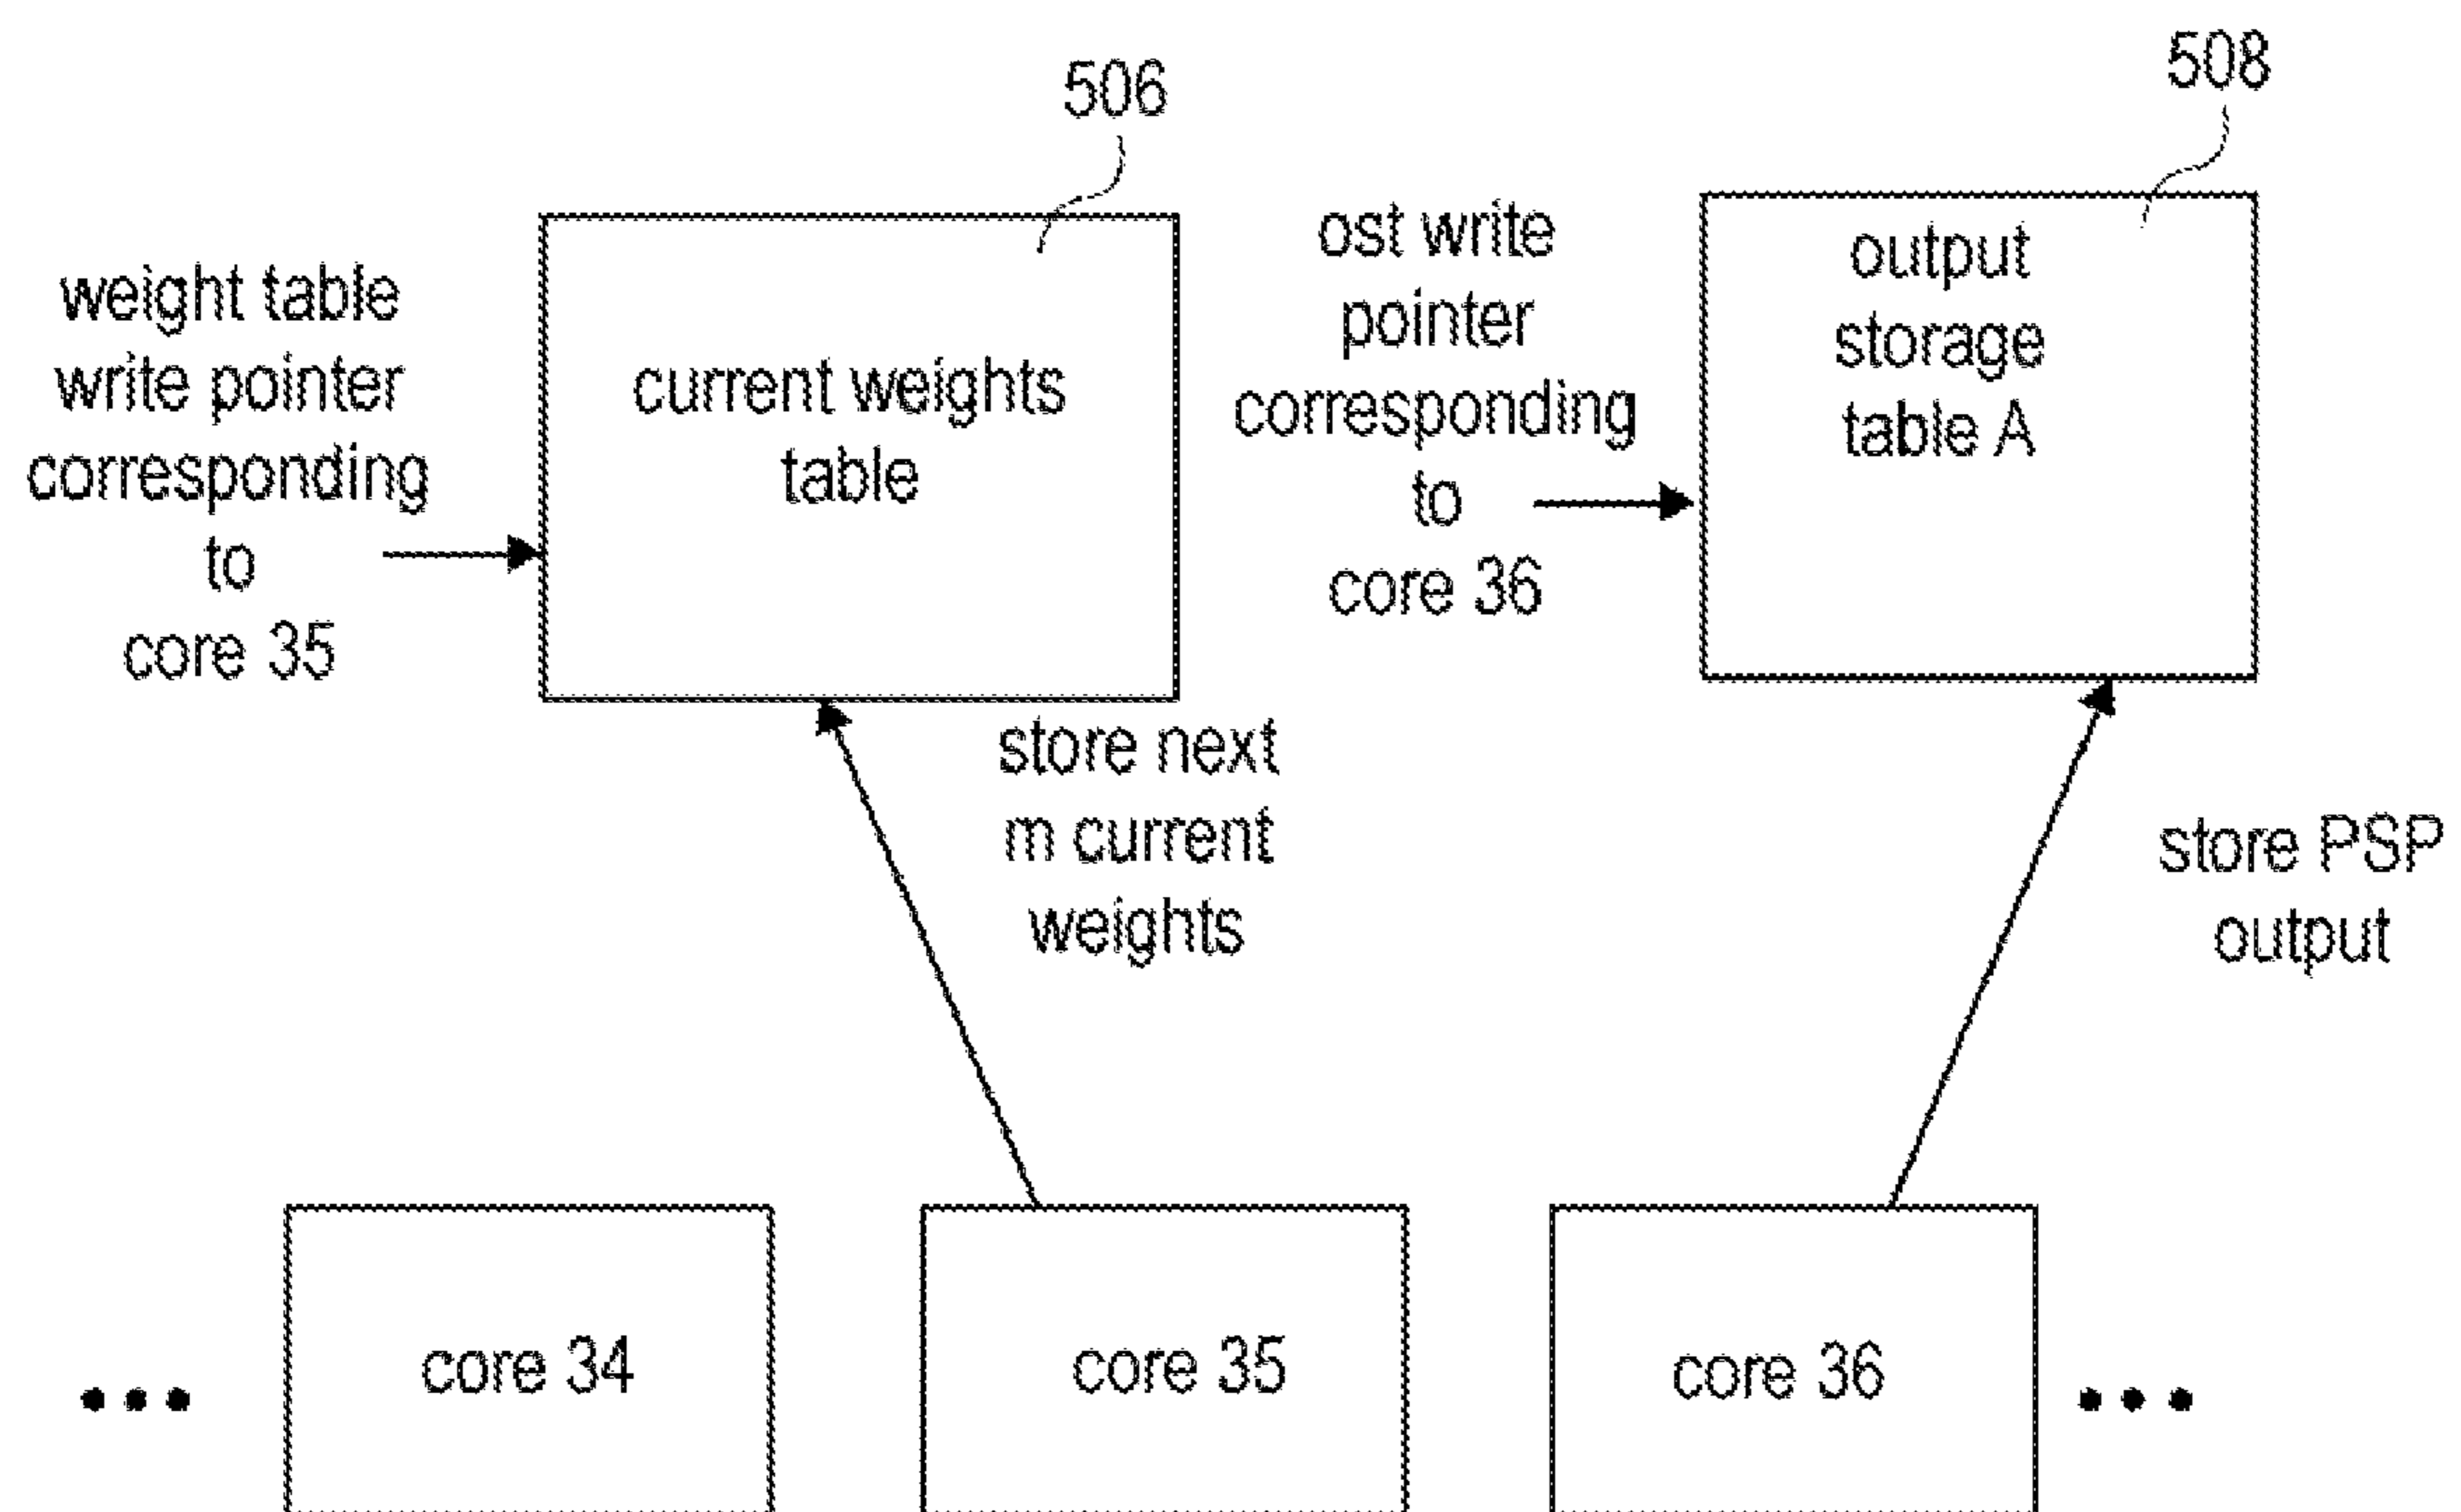 506
508
weight table
write pointer
corresponding
to
core 35
current weights
table
ost write
pointer
corresponding
to
core 36
output
storage
table A
store next
m current
weights
store PSP
output
core 34
core 35
core 36